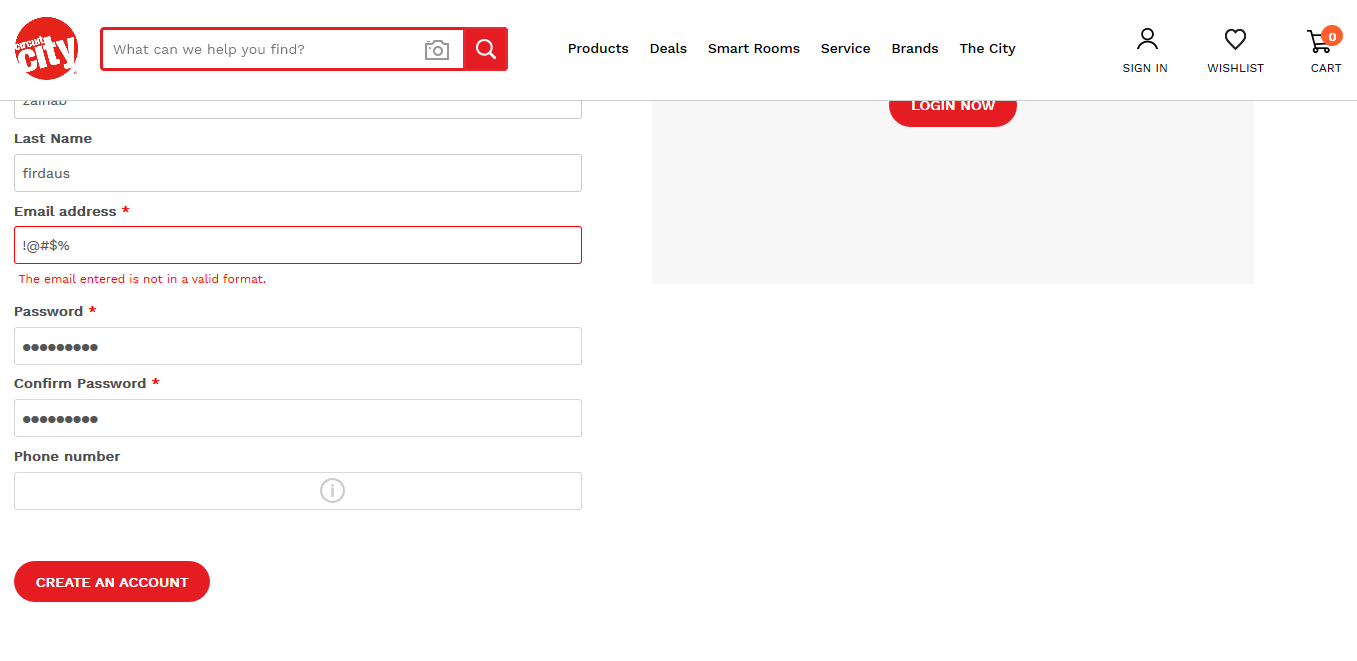 circuit
city
What can we help you find?
Products Deals Smart Rooms Service Brands The City
0
SIGN IN WISHLIST CART
zainab
LOGIN NOW
Last Name
firdaus
Email address *
!@#$%
The email entered is not in a valid format.
Password *
●●●●●●●●●
Confirm Password *
●●●●●●●●●
Phone number
CREATE AN ACCOUNT